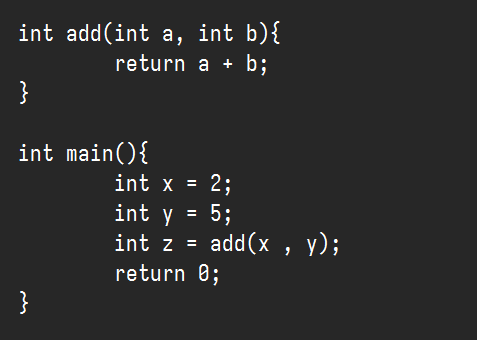 int add(int a, int b){
        return a + b;
}

int main(){
        int x = 2;
        int y = 5;
        int z = add(x , y);
        return 0;
}